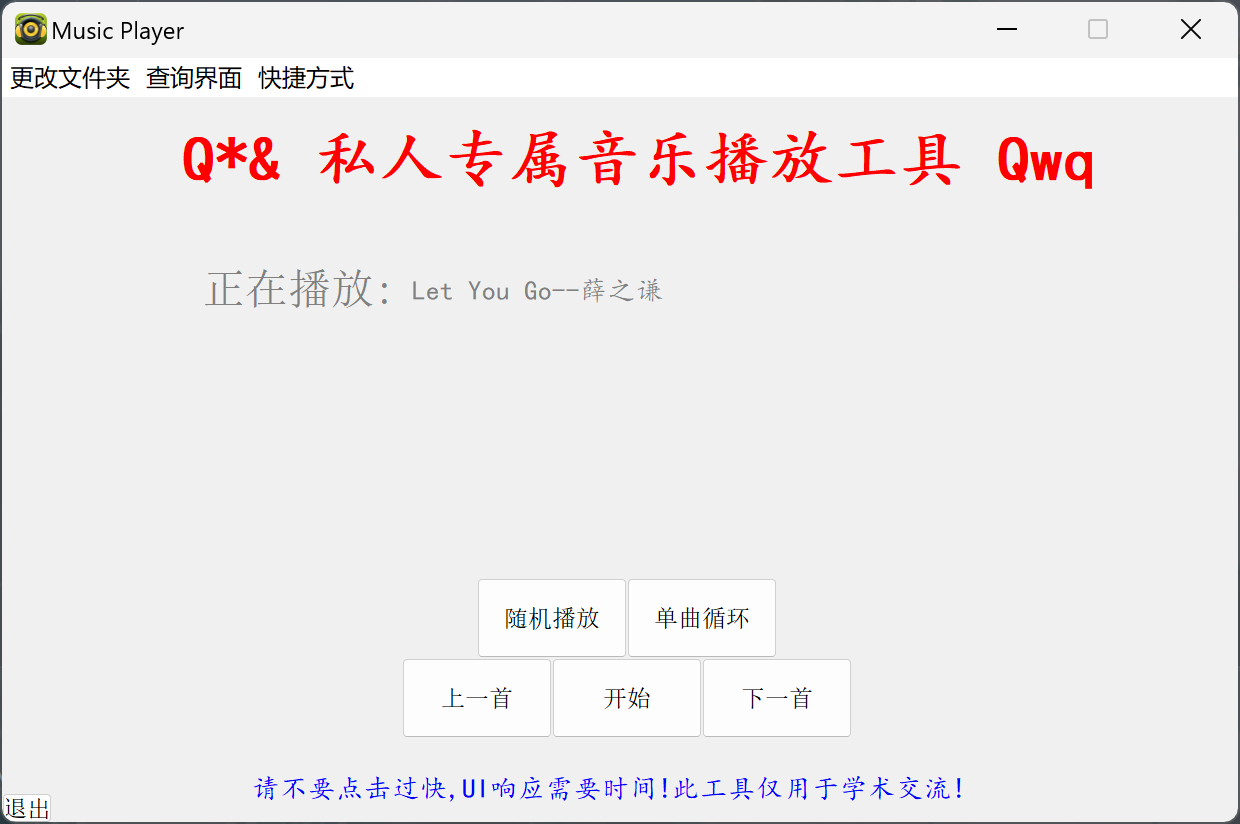 Music Player
更改文件夹 查询界面 快捷方式
Q*& 私人专属音乐播放工具 Qwq
正在播放: Let You Go--薛之谦
随机播放 单曲循环
上一首 开始 下一首
请不要点击过快,UI响应需要时间!此工具仅用于学术交流!
退出